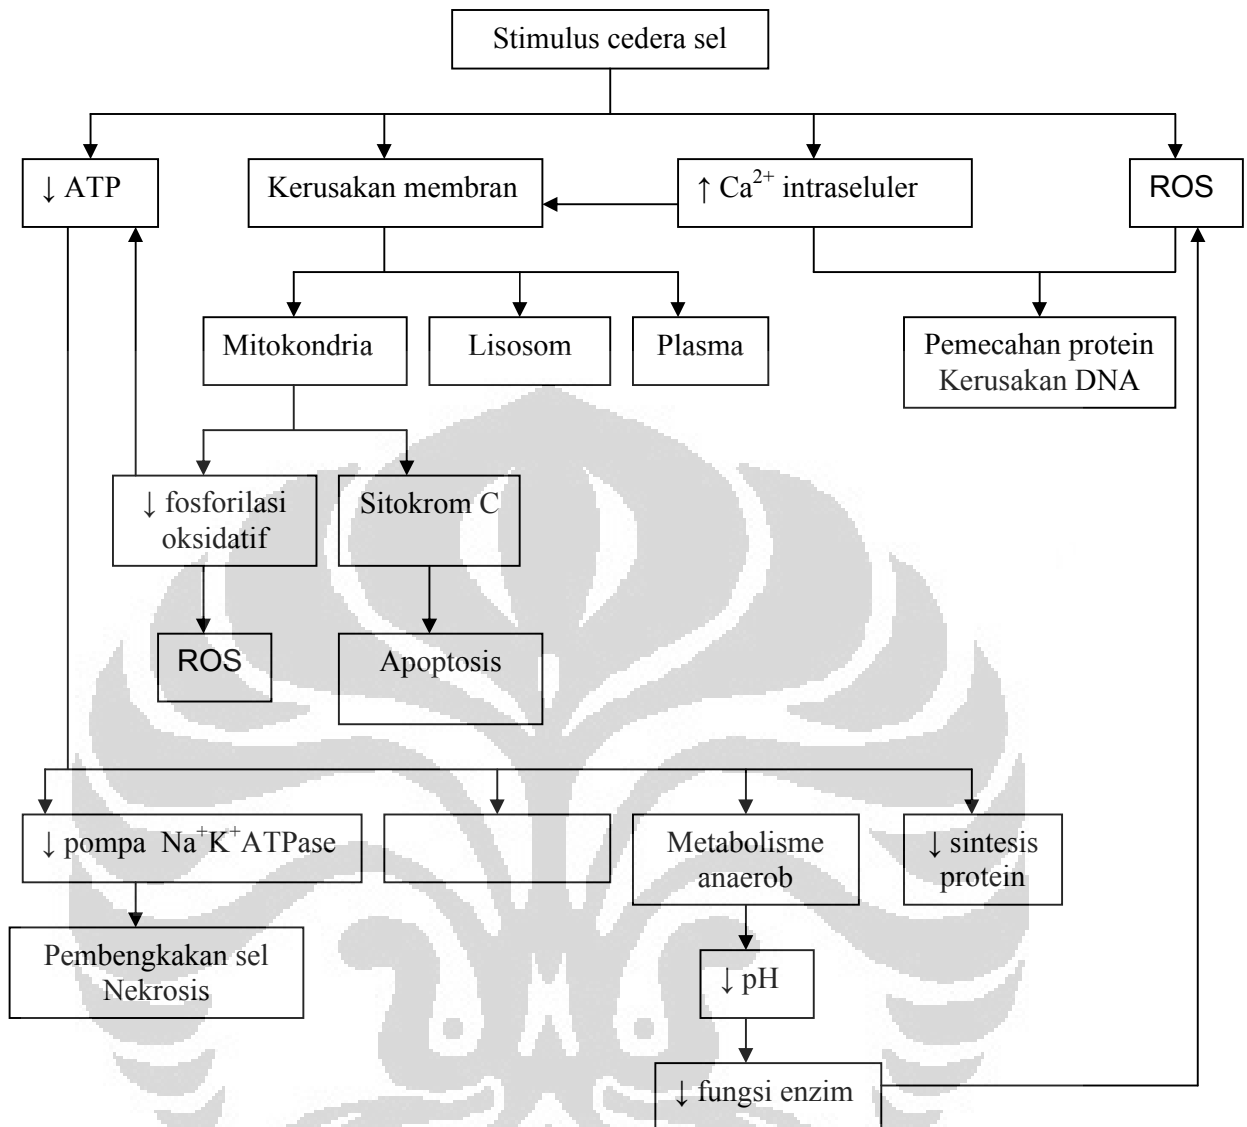 Stimulus cedera sel
↓ ATP
Kerusakan membran
↑ Ca²⁺ intraseluler
ROS
Mitokondria
Lisosom
Plasma
Pemecahan protein
Kerusakan DNA
↓ fosforilasi
oksidatif
Sitokrom C
ROS
Apoptosis
↓ pompa Na⁺K⁺ATPase
Metabolisme
anaerob
↓ sintesis
protein
Pembengkakan sel
Nekrosis
↓ pH
↓ fungsi enzim